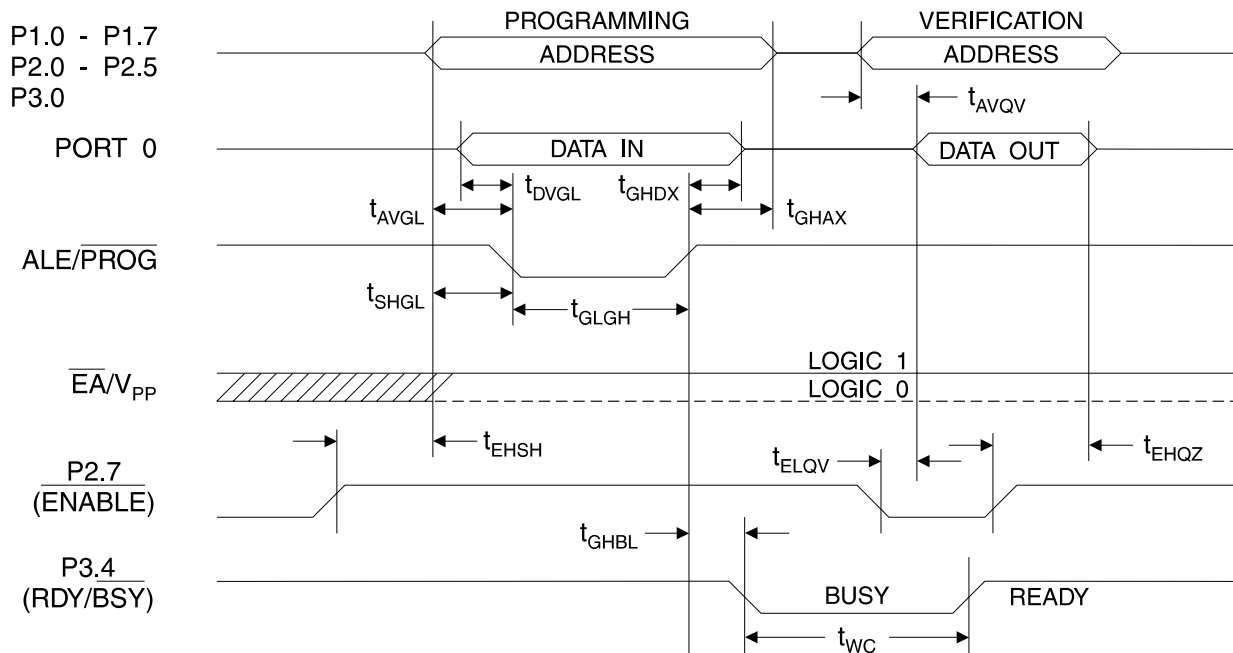 PROGRAMMING VERIFICATION
P1.0 - P1.7
P2.0 - P2.5
P3.0
ADDRESS ADDRESS
tAVQV
PORT 0 DATA IN DATA OUT
tDVGL tGHDX
tAVGL tGHAX
ALE/PROG
tSHGL tGLGH
LOGIC 1
EA/VPP LOGIC 0
tEHSH tELQV tEHQZ
P2.7
(ENABLE)
tGHBL
P3.4
(RDY/BSY) BUSY READY
tWC